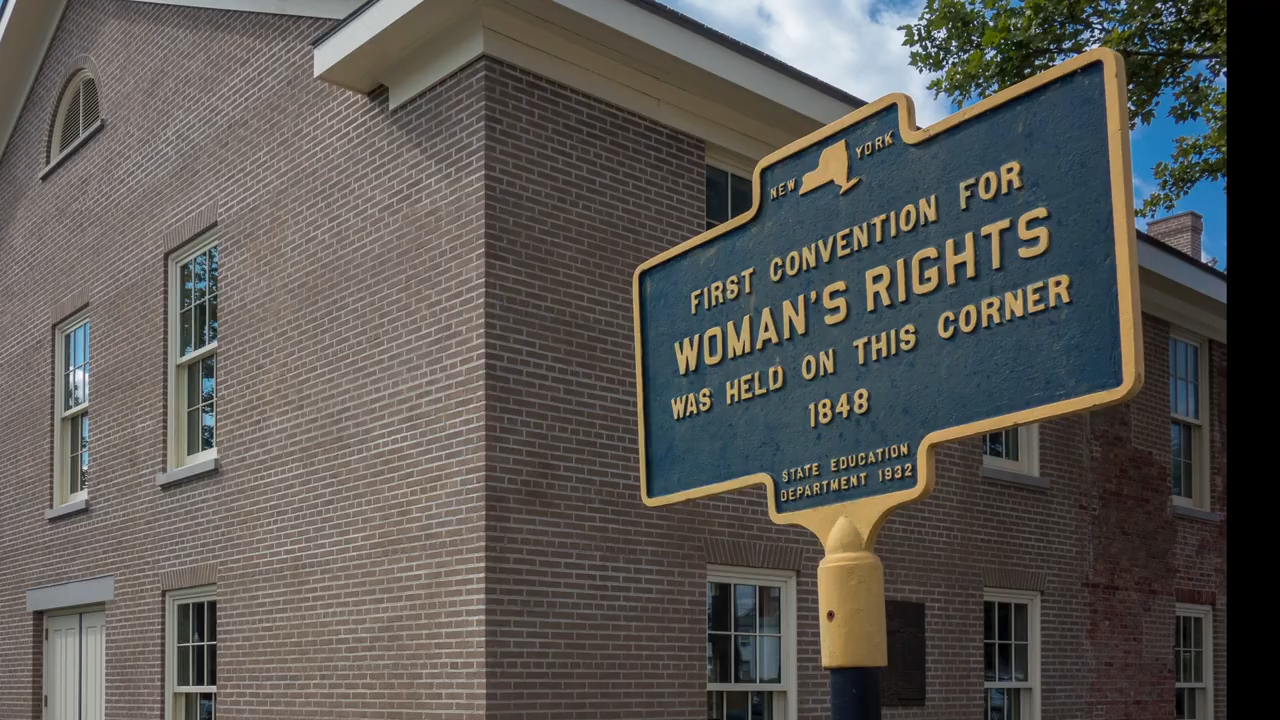 NEW YORK
FIRST CONVENTION FOR
WOMAN'S RIGHTS
WAS HELD ON THIS CORNER
1848
STATE EDUCATION
DEPARTMENT 1932